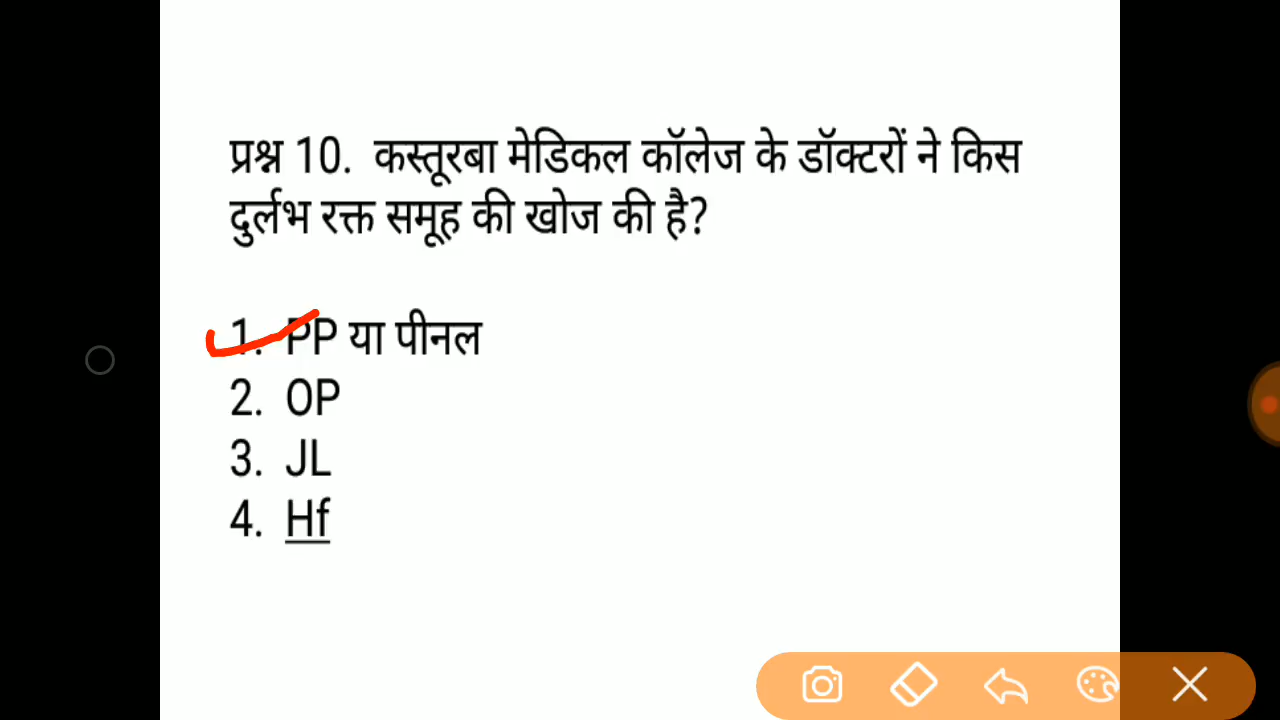 प्रश्न 10. कस्तूरबा मेडिकल कॉलेज के डॉक्टरों ने किस
दुर्लभ रक्त समूह की खोज की है?
1. PP या पीनल
2. OP
3. JL
4. Hf